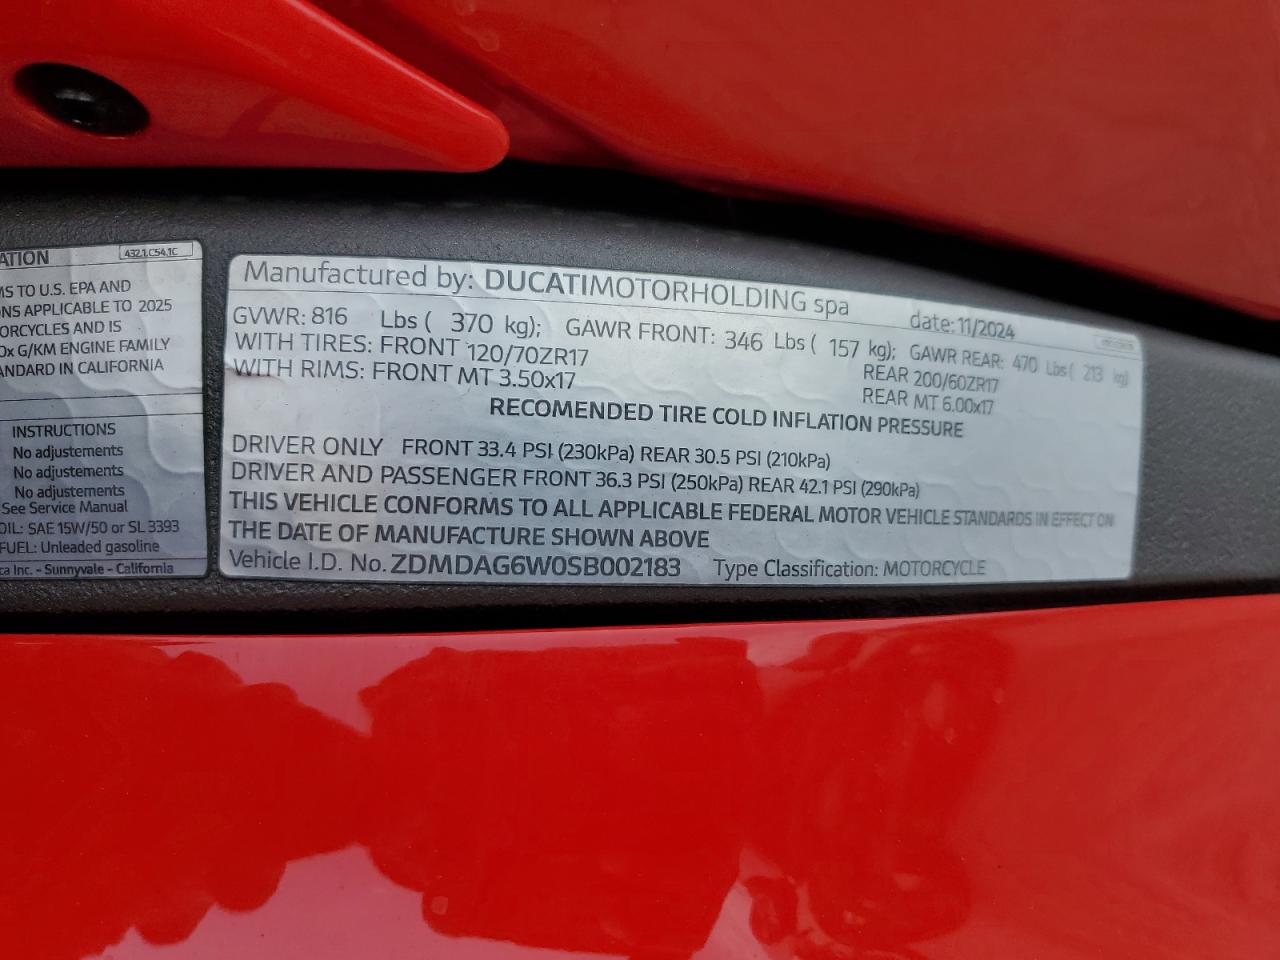 ATION 432.1.C54.1C
MS TO U.S. EPA AND
NS APPLICABLE TO 2025
ORCYCLES AND IS
0x G/KM ENGINE FAMILY
ANDARD IN CALIFORNIA
INSTRUCTIONS
No adjustements
No adjustements
No adjustements
See Service Manual
OIL: SAE 15W/50 or SL 3393
FUEL: Unleaded gasoline
ca Inc. - Sunnyvale - California
Manufactured by: DUCATIMOTORHOLDING spa date: 11/2024
GVWR: 816 Lbs ( 370 kg); GAWR FRONT: 346 Lbs ( 157 kg); GAWR REAR: 470 Lbs ( 213 kg)
WITH TIRES: FRONT 120/70ZR17 REAR 200/60ZR17
WITH RIMS: FRONT MT 3.50x17 REAR MT 6.00x17
RECOMENDED TIRE COLD INFLATION PRESSURE
DRIVER ONLY FRONT 33.4 PSI (230kPa) REAR 30.5 PSI (210kPa)
DRIVER AND PASSENGER FRONT 36.3 PSI (250kPa) REAR 42.1 PSI (290kPa)
THIS VEHICLE CONFORMS TO ALL APPLICABLE FEDERAL MOTOR VEHICLE STANDARDS IN EFFECT ON
THE DATE OF MANUFACTURE SHOWN ABOVE
Vehicle I.D. No. ZDMDAG6W0SB002183 Type Classification: MOTORCYCLE